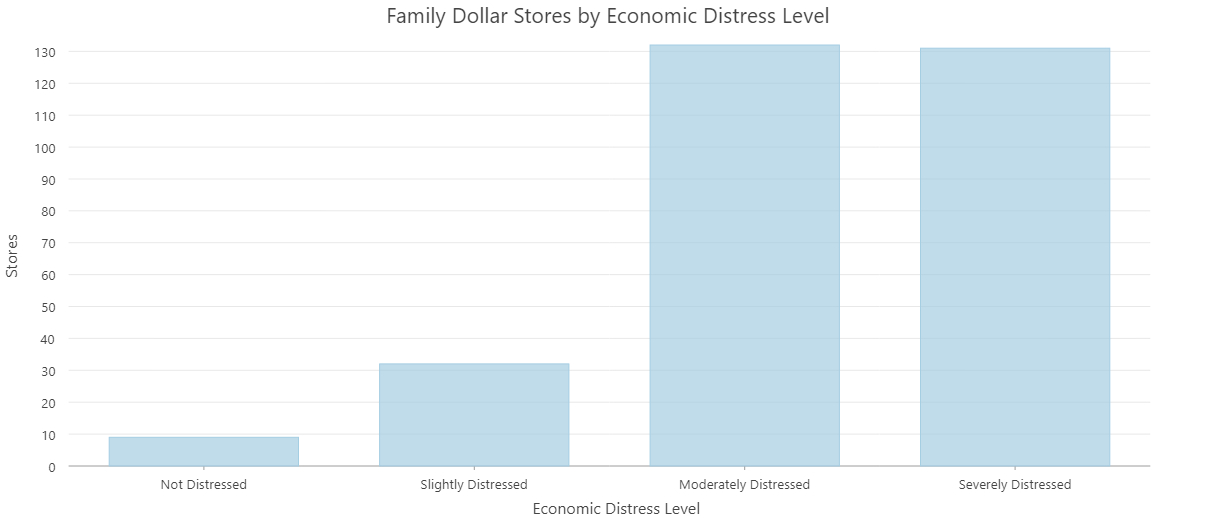 Family Dollar Stores by Economic Distress Level
130
120
110
100
90
80
70
60
50
40
30
20
10
0
Stores
Not Distressed
Slightly Distressed
Moderately Distressed
Severely Distressed
Economic Distress Level